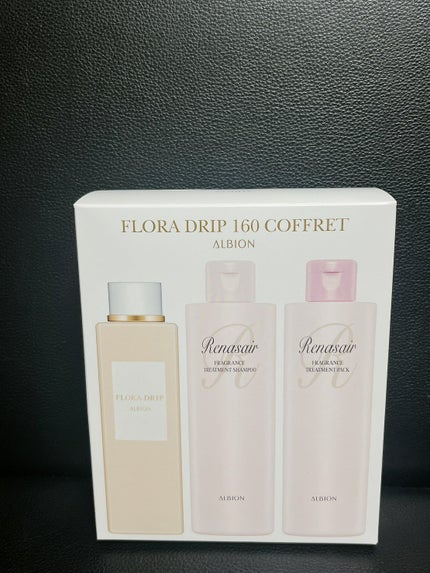 FLORA DRIP 160 COFFRET
ALBION
FLORA DRIP
ALBION
Renasair
FRAGRANCE
TREATMENT SHAMPOO
ALBION
Renasair
FRAGRANCE
TREATMENT PACK
ALBION